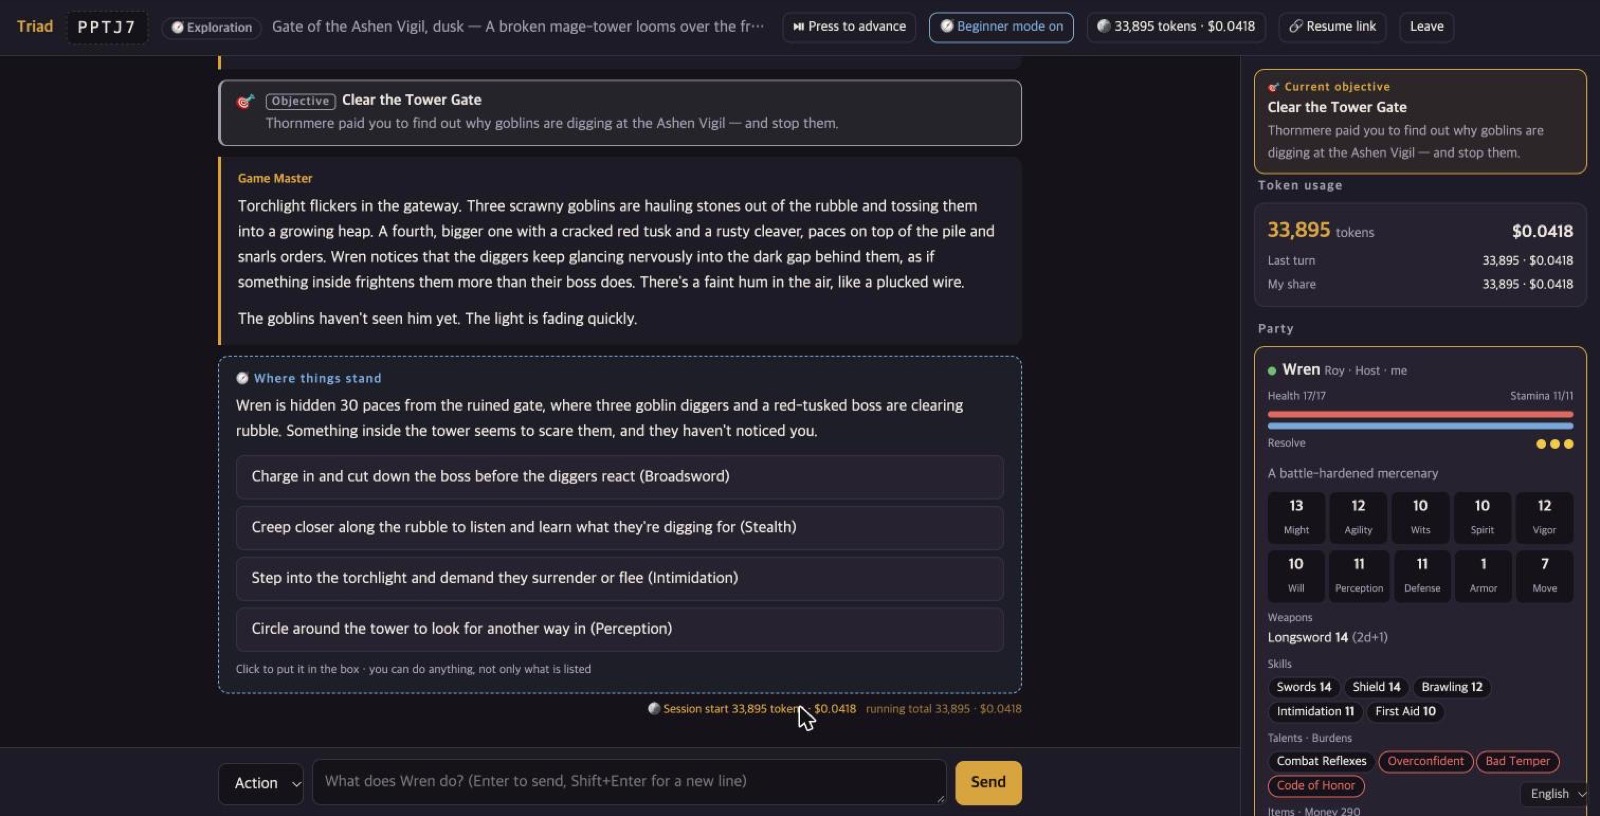 Triad PPTJ7 Exploration Gate of the Ashen Vigil, dusk — A broken mage-tower looms over the fr··· Press to advance Beginner mode on 33,895 tokens · $0.0418 Resume link Leave
Objective Clear the Tower Gate
Thornmere paid you to find out why goblins are digging at the Ashen Vigil — and stop them.
Game Master
Torchlight flickers in the gateway. Three scrawny goblins are hauling stones out of the rubble and tossing them
into a growing heap. A fourth, bigger one with a cracked red tusk and a rusty cleaver, paces on top of the pile and
snarls orders. Wren notices that the diggers keep glancing nervously into the dark gap behind them, as if
something inside frightens them more than their boss does. There's a faint hum in the air, like a plucked wire.
The goblins haven't seen him yet. The light is fading quickly.
Where things stand
Wren is hidden 30 paces from the ruined gate, where three goblin diggers and a red-tusked boss are clearing
rubble. Something inside the tower seems to scare them, and they haven't noticed you.
Charge in and cut down the boss before the diggers react (Broadsword)
Creep closer along the rubble to listen and learn what they're digging for (Stealth)
Step into the torchlight and demand they surrender or flee (Intimidation)
Circle around the tower to look for another way in (Perception)
Click to put it in the box · you can do anything, not only what is listed
Session start 33,895 tokens · $0.0418 running total 33,895 · $0.0418
Action What does Wren do? (Enter to send, Shift+Enter for a new line) Send
Current objective
Clear the Tower Gate
Thornmere paid you to find out why goblins are
digging at the Ashen Vigil — and stop them.
Token usage
33,895 tokens $0.0418
Last turn 33,895 · $0.0418
My share 33,895 · $0.0418
Party
Wren Roy · Host · me
Health 17/17 Stamina 11/11
Resolve
A battle-hardened mercenary
13 12 10 10 12
Might Agility Wits Spirit Vigor
10 11 11 1 7
Will Perception Defense Armor Move
Weapons
Longsword 14 (2d+1)
Skills
Swords 14 Shield 14 Brawling 12
Intimidation 11 First Aid 10
Talents · Burdens
Combat Reflexes Overconfident Bad Temper
Code of Honor
English
Items · Money 290